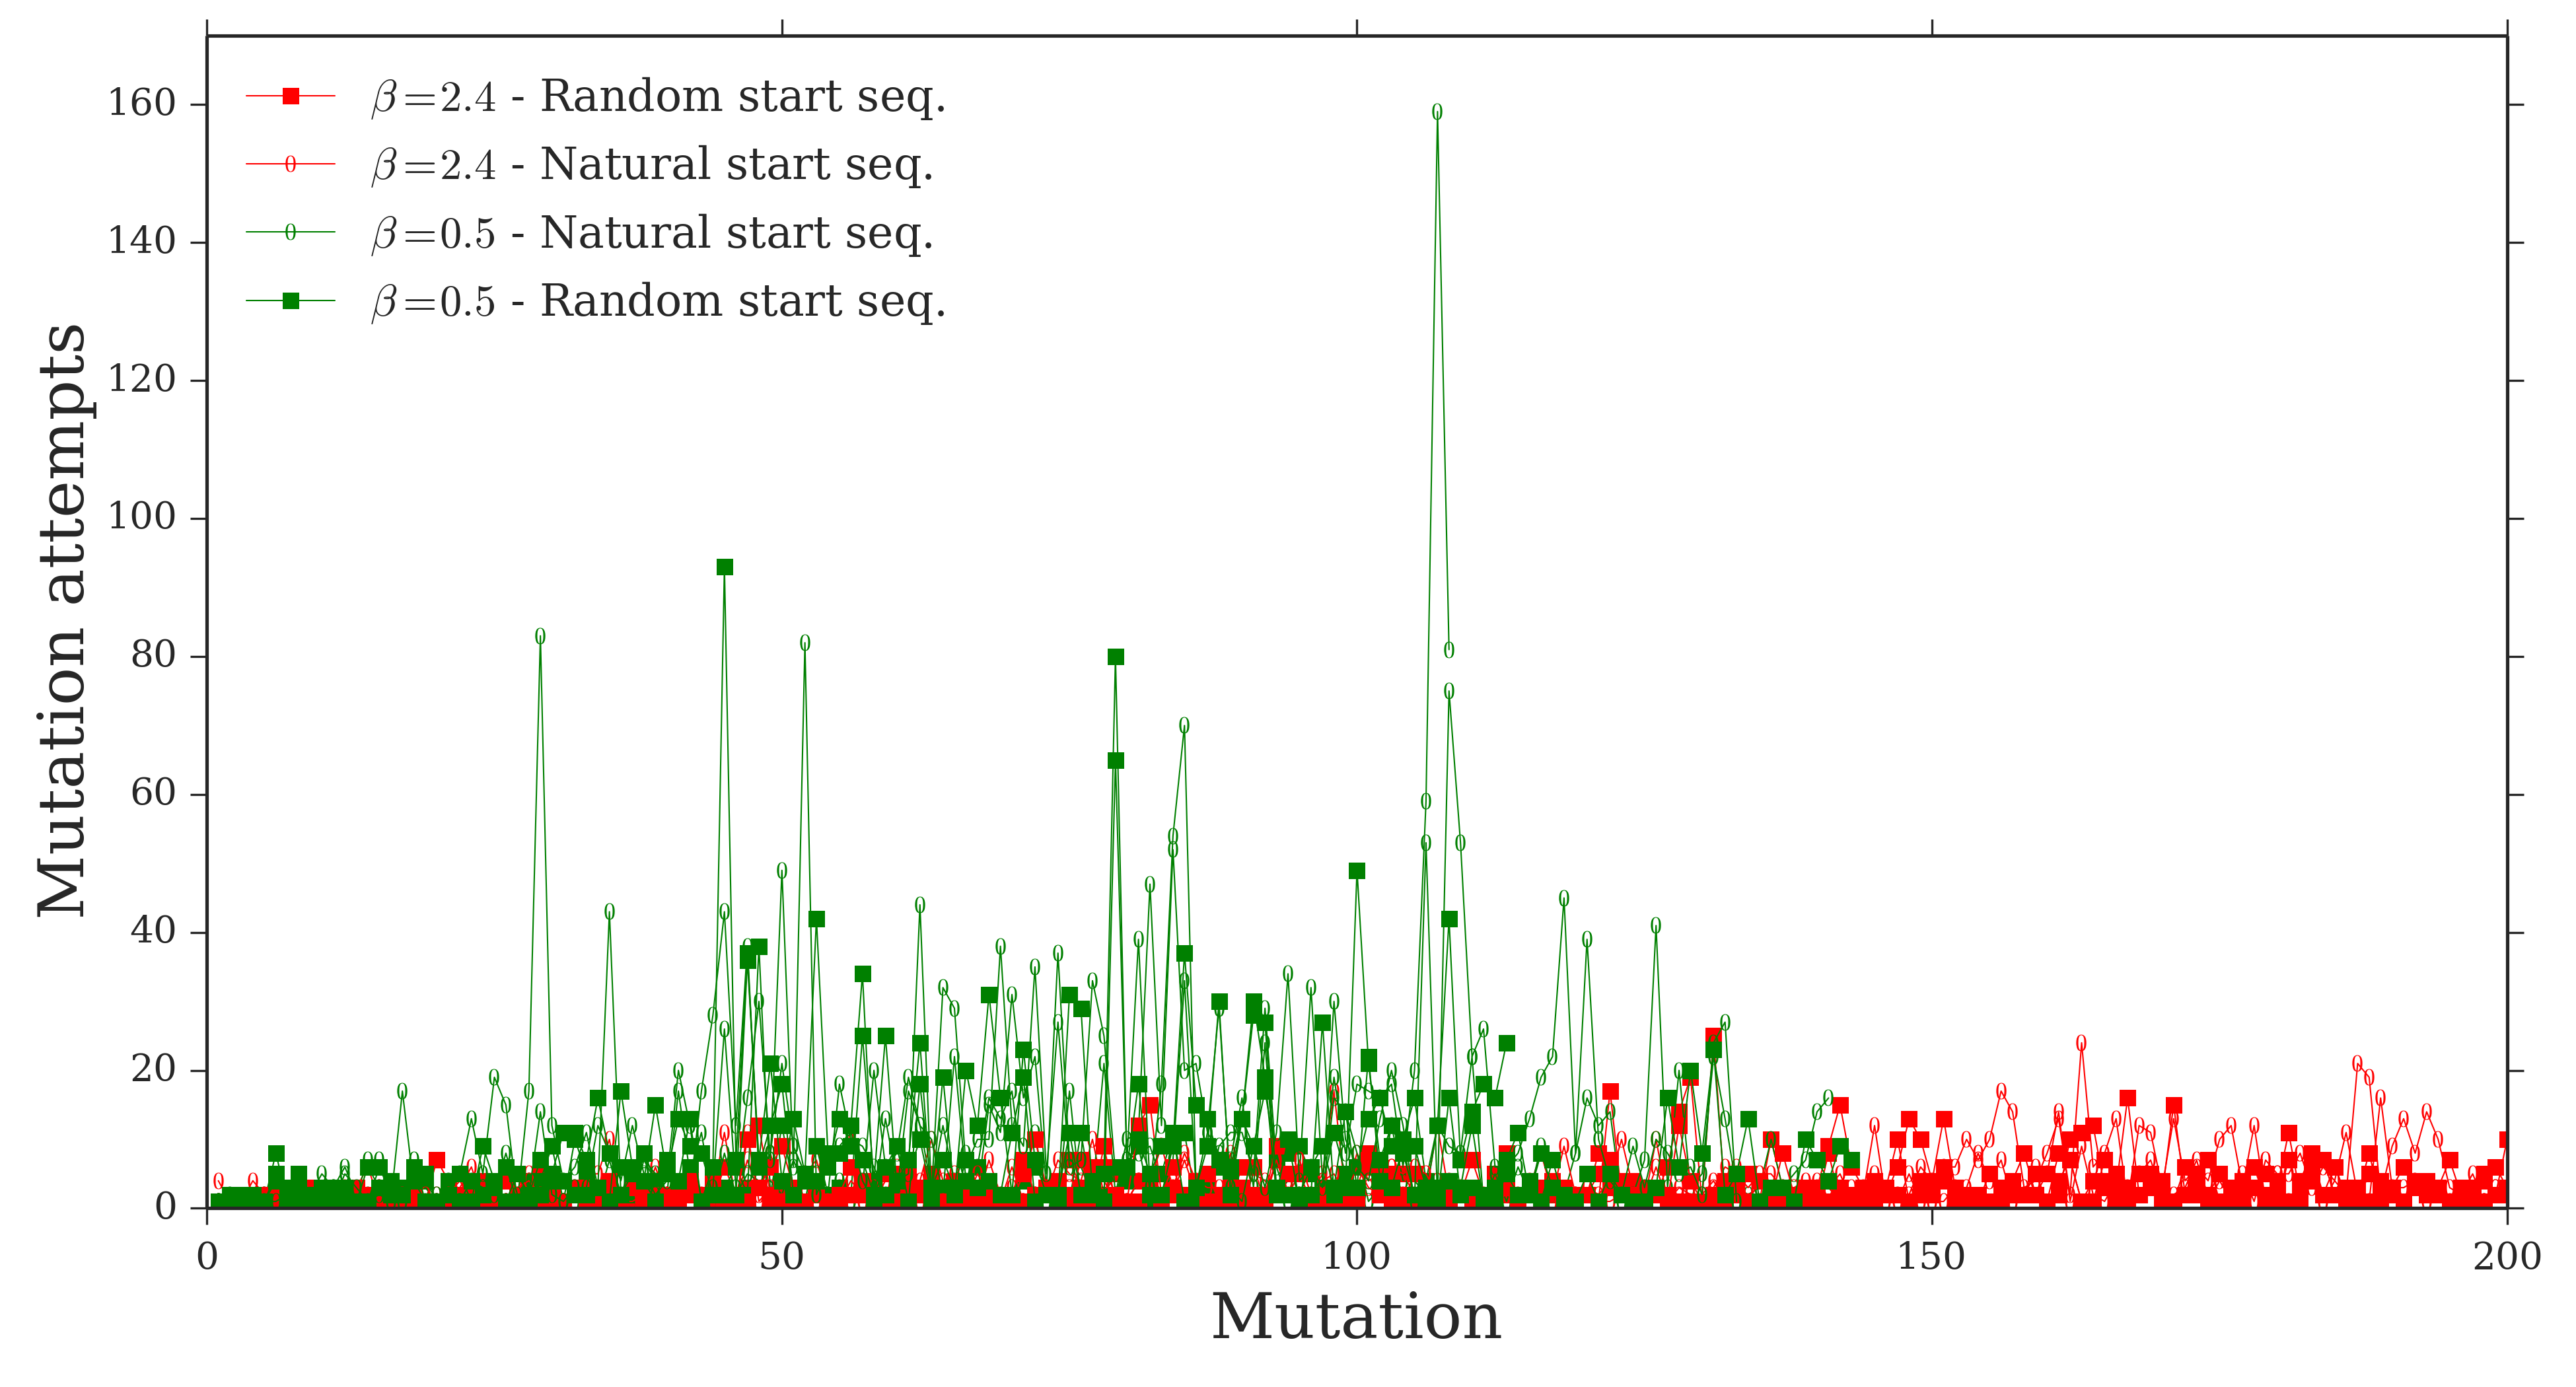 β=2.4 - Random start seq.
β=2.4 - Natural start seq.
β=0.5 - Natural start seq.
β=0.5 - Random start seq.
160
140
120
100
80
60
40
20
0
Mutation attempts
0 50 100 150 200
Mutation